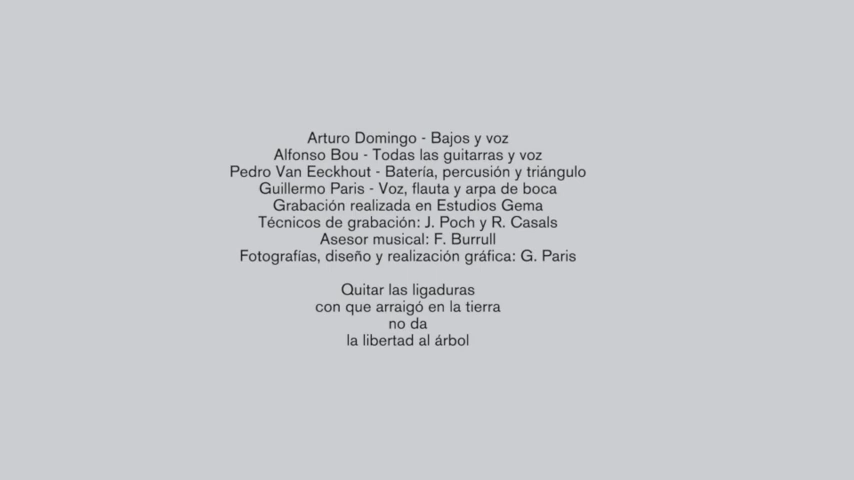 Arturo Domingo - Bajos y voz
Alfonso Bou - Todas las guitarras y voz
Pedro Van Eeckhout - Batería, percusión y triángulo
Guillermo Paris - Voz, flauta y arpa de boca
Grabación realizada en Estudios Gema
Técnicos de grabación: J. Poch y R. Casals
Asesor musical: F. Burrull
Fotografías, diseño y realización gráfica: G. Paris
Quitar las ligaduras
con que arraigó en la tierra
no da
la libertad al árbol